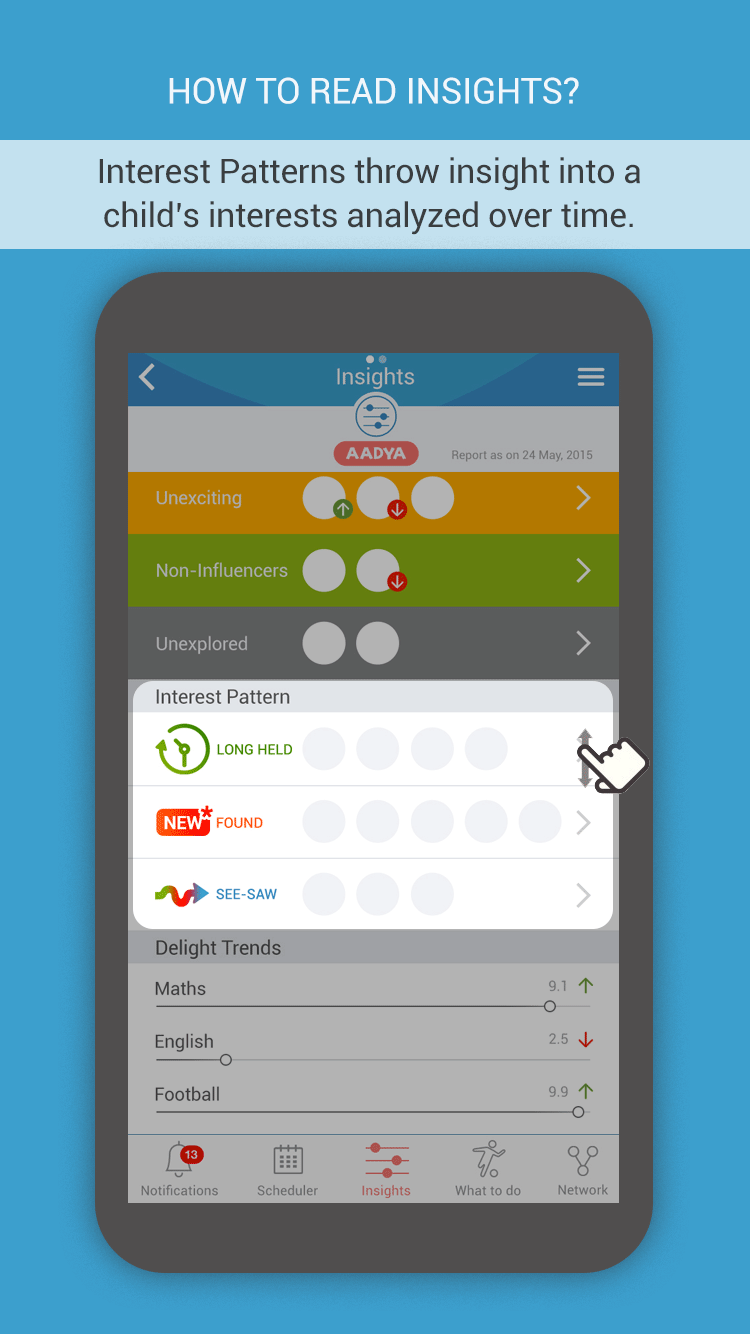 HOW TO READ INSIGHTS?
Interest Patterns throw insight into a
child's interests analyzed over time.
Insights
AADYA
Report as on 24 May, 2015
Unexciting
Non-Influencers
Unexplored
Interest Pattern
LONG HELD
NEW* FOUND
SEE-SAW
Delight Trends
Maths 9.1
English 2.5
Football 9.9
13
Notifications Scheduler Insights What to do Network